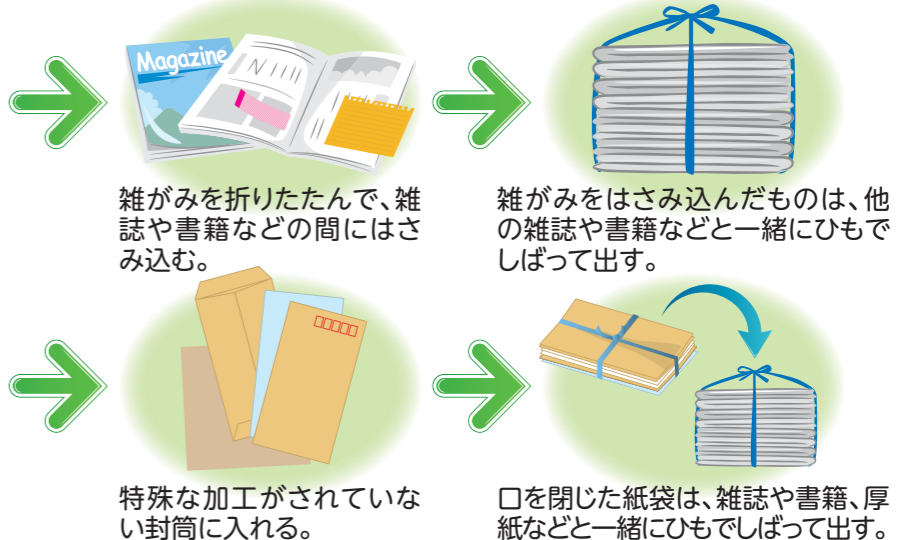 Magazine
雑がみを折りたたんで、雑
誌や書籍などの間にはさ
み込む。
雑がみをはさみ込んだものは、他
の雑誌や書籍などと一緒にひもで
しばって出す。
特殊な加工がされていな
い封筒に入れる。
口を閉じた紙袋は、雑誌や書籍、厚
紙などと一緒にひもでしばって出す。